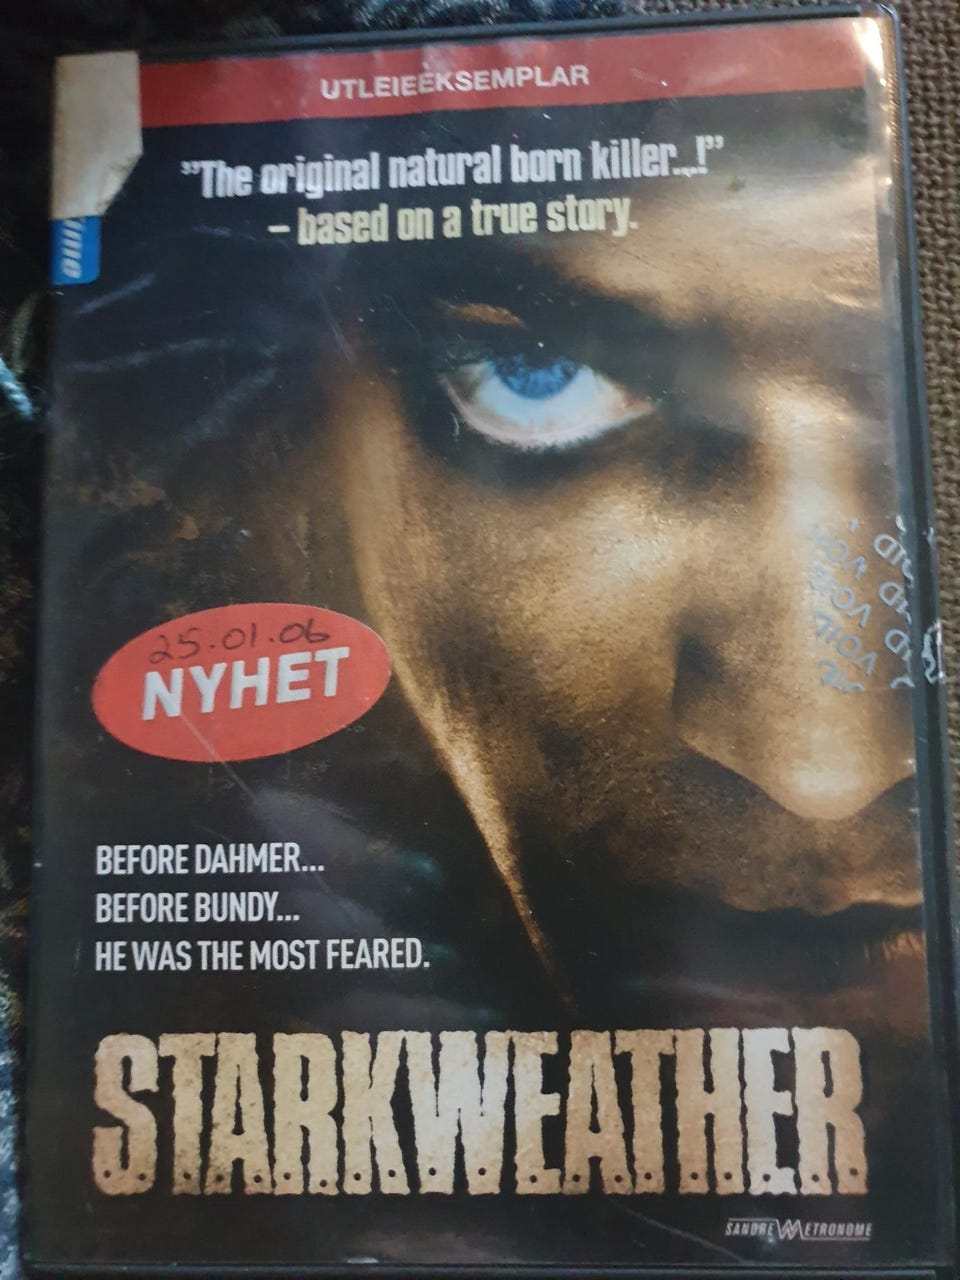 UTLEIEEKSEMPLAR
"The original natural born killer...!"
– based on a true story.
25.01.06
NYHET
BEFORE DAHMER...
BEFORE BUNDY...
HE WAS THE MOST FEARED.
STARKWEATHER
SANDREW METRONOME